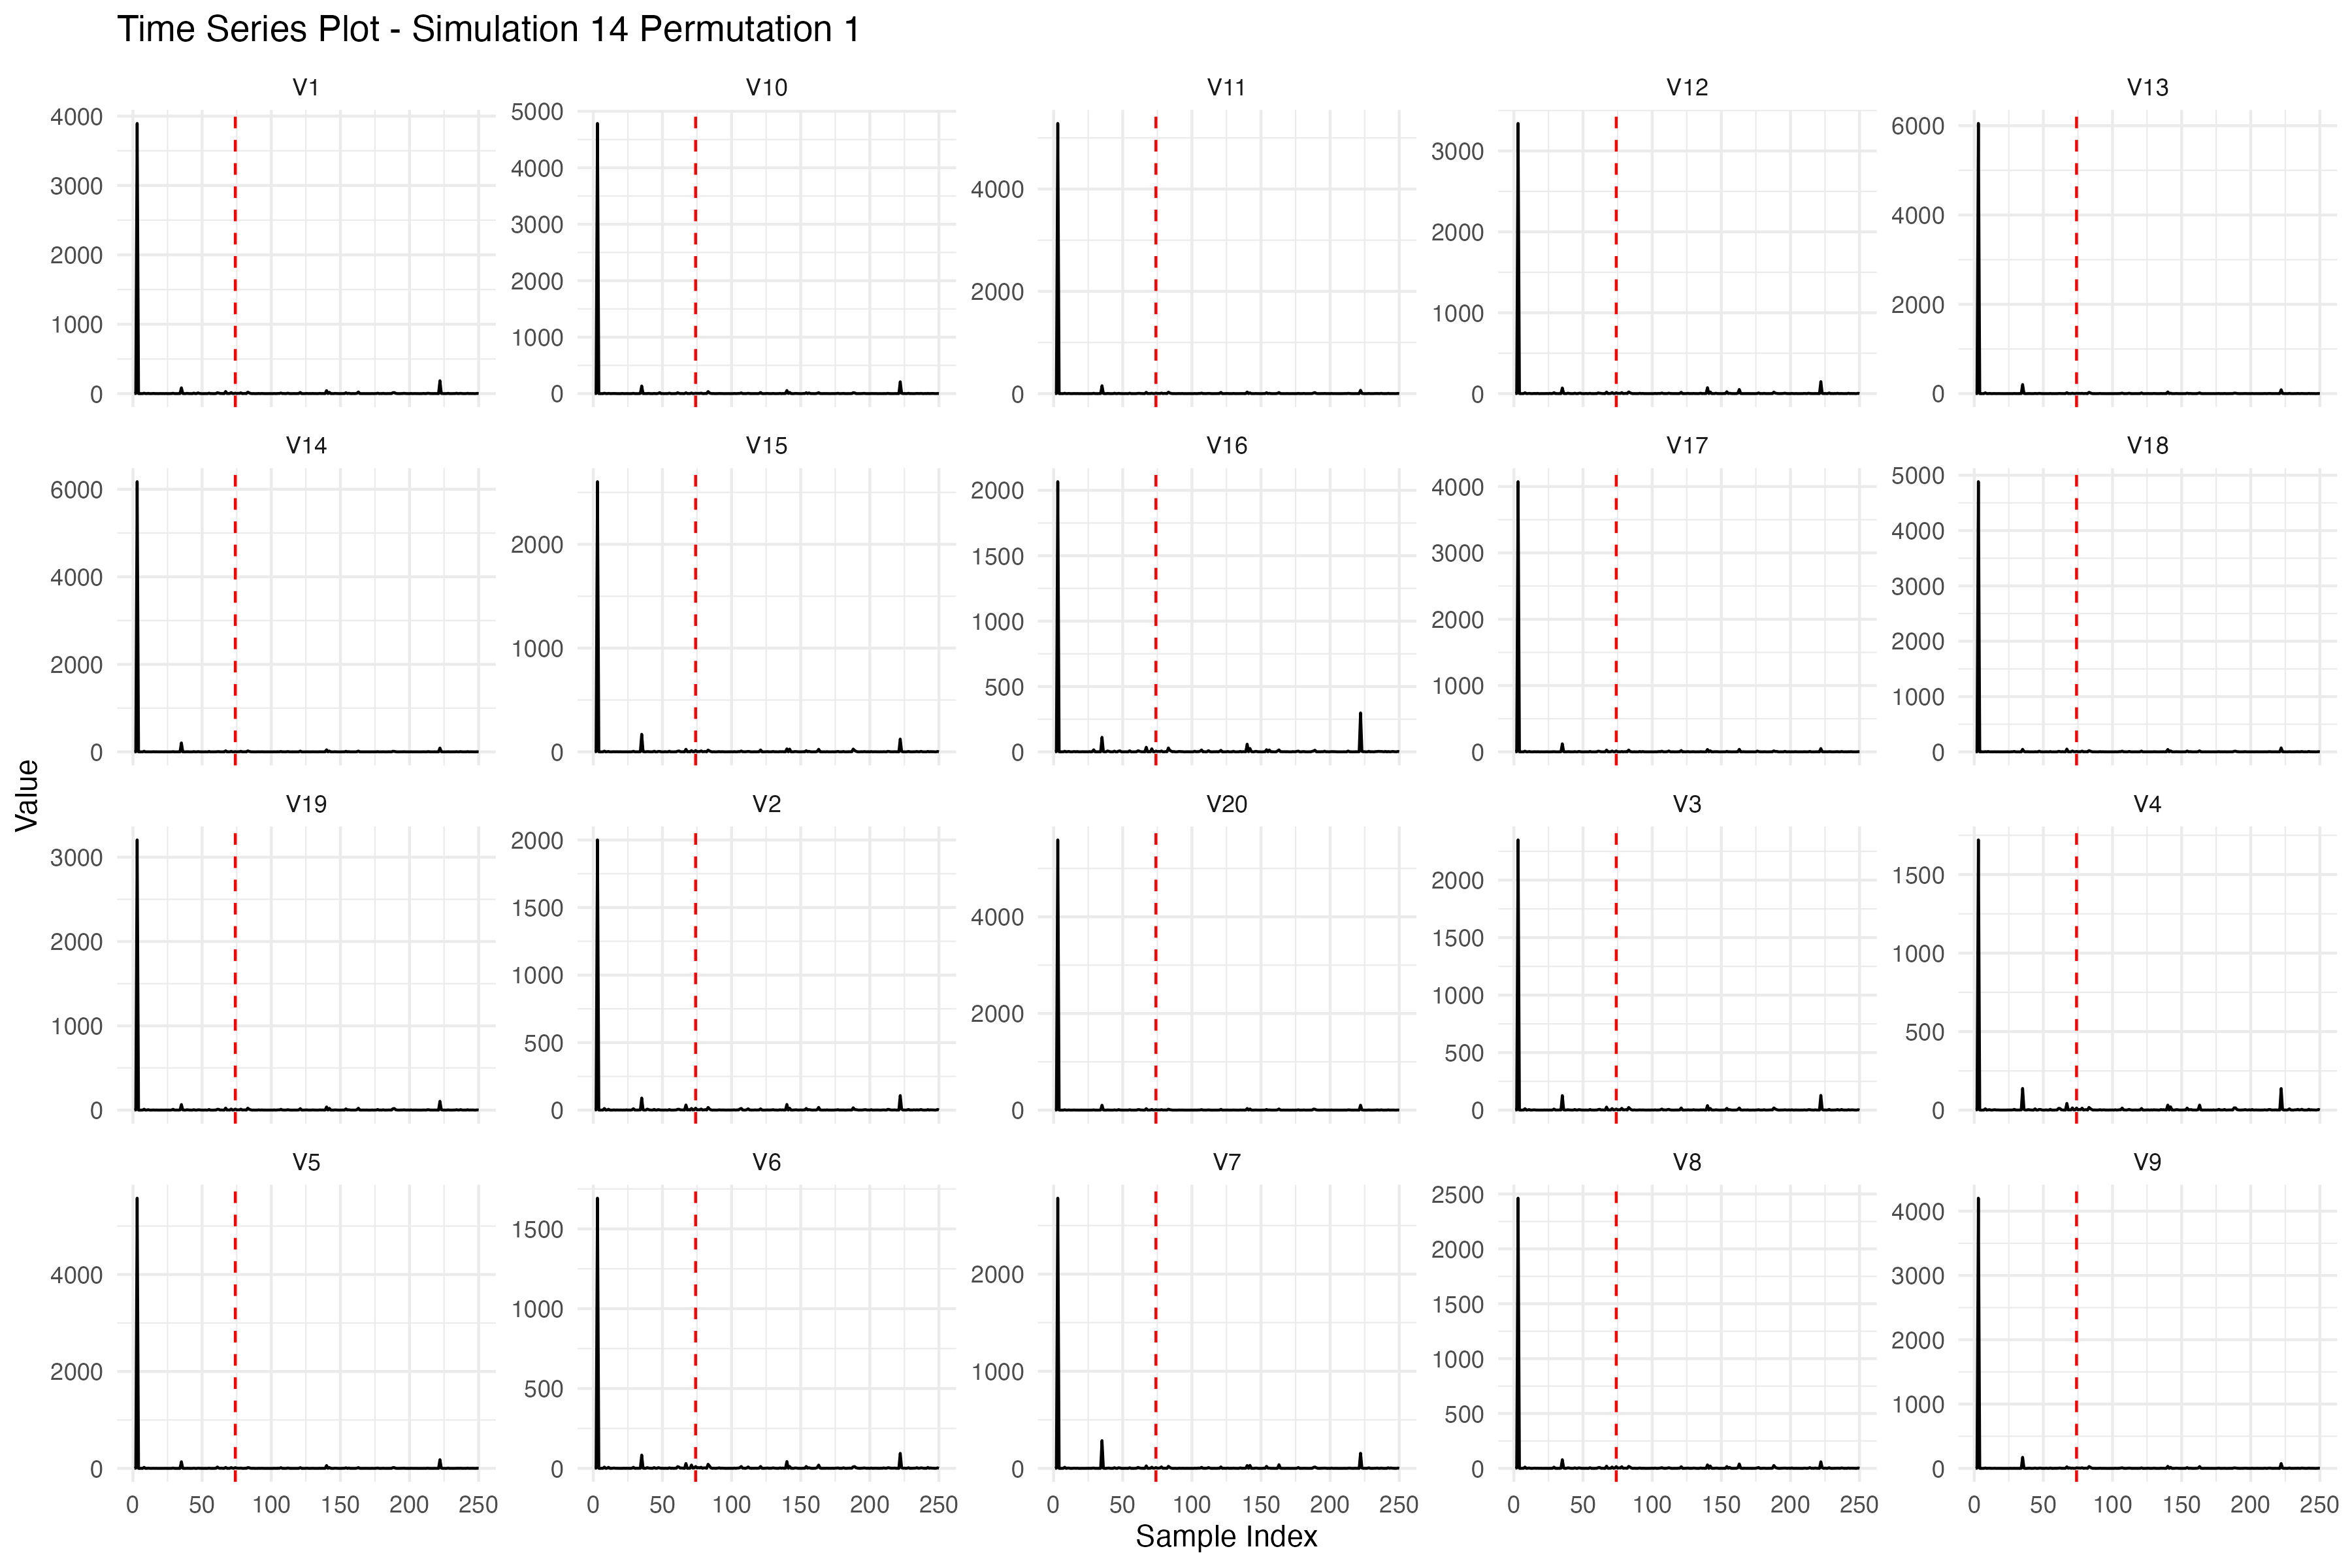 Time Series Plot - Simulation 14 Permutation 1
V1 V10 V11 V12 V13
4000 3000 2000 1000 0
5000 4000 3000 2000 1000 0
4000 2000 0
3000 2000 1000 0
6000 4000 2000 0
V14 V15 V16 V17 V18
6000 4000 2000 0
2000 1000 0
2000 1500 1000 500 0
4000 3000 2000 1000 0
5000 4000 3000 2000 1000 0
Value
V19 V2 V20 V3 V4
3000 2000 1000 0
2000 1500 1000 500 0
4000 2000 0
2000 1500 1000 500 0
1500 1000 500 0
V5 V6 V7 V8 V9
4000 2000 0
1500 1000 500 0
2000 1000 0
2500 2000 1500 1000 500 0
4000 3000 2000 1000 0
0 50 100 150 200 250
0 50 100 150 200 250
0 50 100 150 200 250
0 50 100 150 200 250
0 50 100 150 200 250
Sample Index